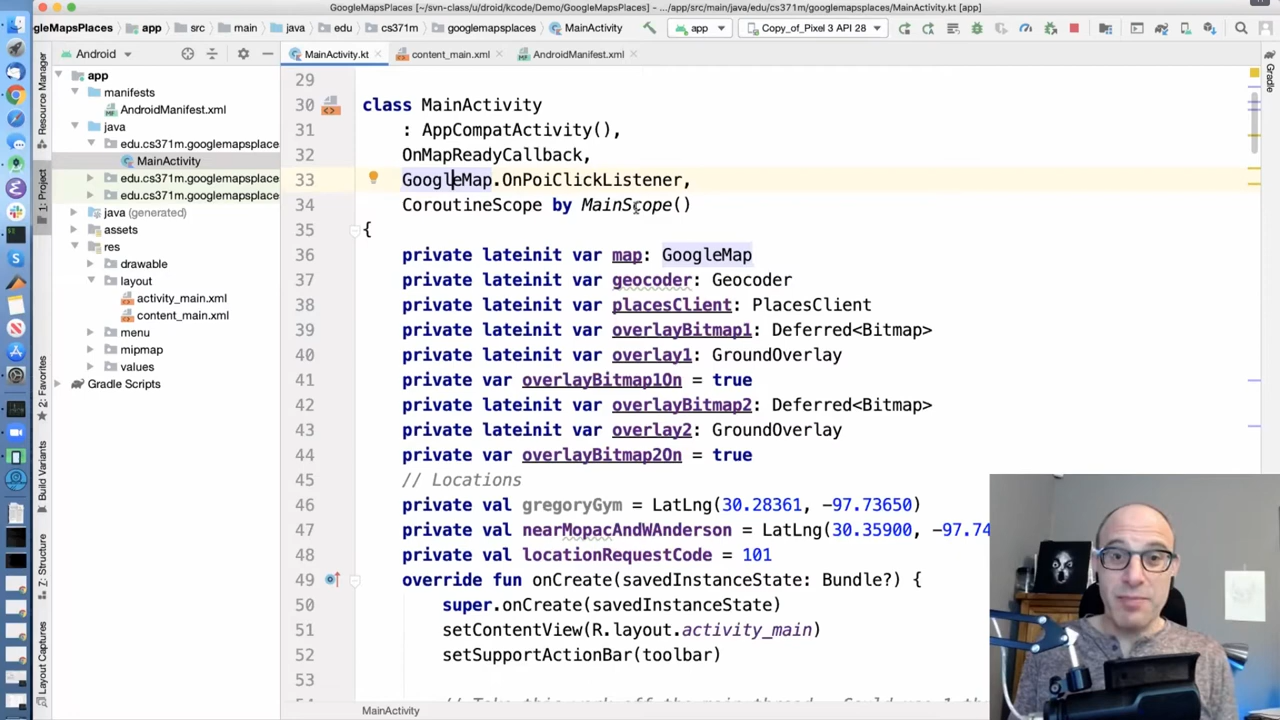 GoogleMapsPlaces [~/svn-class/u/droid/kcode/Demo/GoogleMapsPlaces] - .../app/src/main/java/edu/cs371m/googlemapsplaces/MainActivity.kt [app]
gleMapsPlaces
app
src
main
java
edu
cs371m
googlemapsplaces
MainActivity
app
Copy_of_Pixel 3 API 28
Android
MainActivity.kt
content_main.xml
AndroidManifest.xml
Resource Manager
1: Project
2: Favorites
Build Variants
Z: Structure
Layout Captures
Gradle
app
manifests
AndroidManifest.xml
java
edu.cs371m.googlemapsplace
MainActivity
edu.cs371m.googlemapsplace
edu.cs371m.googlemapsplace
java (generated)
assets
res
drawable
layout
activity_main.xml
content_main.xml
menu
mipmap
values
Gradle Scripts
29
30 class MainActivity
31 : AppCompatActivity(),
32 OnMapReadyCallback,
33 GoogleMap.OnPoiClickListener,
34 CoroutineScope by MainScope()
35 {
36 private lateinit var map: GoogleMap
37 private lateinit var geocoder: Geocoder
38 private lateinit var placesClient: PlacesClient
39 private lateinit var overlayBitmap1: Deferred<Bitmap>
40 private lateinit var overlay1: GroundOverlay
41 private var overlayBitmap1On = true
42 private lateinit var overlayBitmap2: Deferred<Bitmap>
43 private lateinit var overlay2: GroundOverlay
44 private var overlayBitmap2On = true
45 // Locations
46 private val gregoryGym = LatLng(30.28361, -97.73650)
47 private val nearMopacAndWAnderson = LatLng(30.35900, -97.74
48 private val locationRequestCode = 101
49 override fun onCreate(savedInstanceState: Bundle?) {
50 super.onCreate(savedInstanceState)
51 setContentView(R.layout.activity_main)
52 setSupportActionBar(toolbar)
53
MainActivity